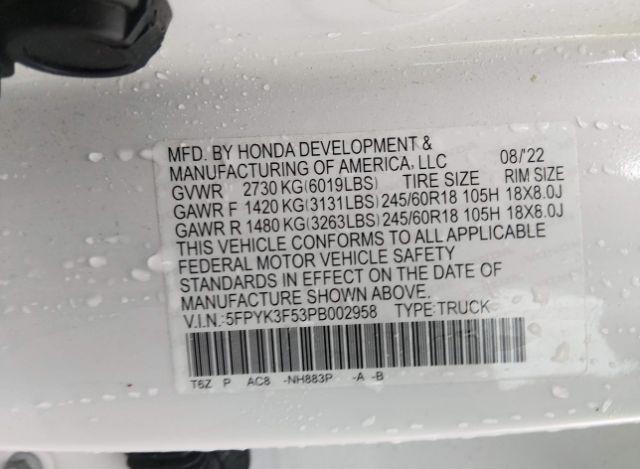 MFD. BY HONDA DEVELOPMENT &
MANUFACTURING OF AMERICA, LLC 08/'22
GVWR 2730 KG(6019LBS) TIRE SIZE RIM SIZE
GAWR F 1420 KG(3131LBS) 245/60R18 105H 18X8.0J
GAWR R 1480 KG(3263LBS) 245/60R18 105H 18X8.0J
THIS VEHICLE CONFORMS TO ALL APPLICABLE
FEDERAL MOTOR VEHICLE SAFETY
STANDARDS IN EFFECT ON THE DATE OF
MANUFACTURE SHOWN ABOVE.
V.I.N.:5FPYK3F53PB002958 TYPE:TRUCK
T6Z P AC8 -NH883P -A -B